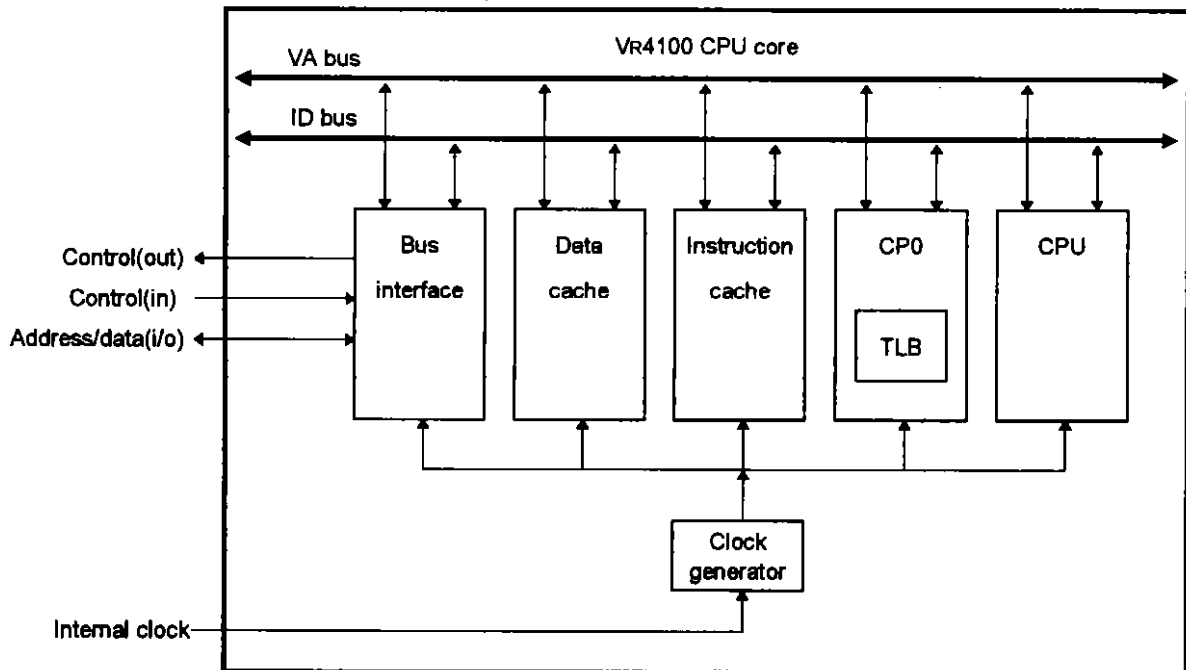 VR4100 CPU core
VA bus
ID bus
Bus
interface
Data
cache
Instruction
cache
CP0
TLB
CPU
Control(out)
Control(in)
Address/data(i/o)
Clock
generator
Internal clock